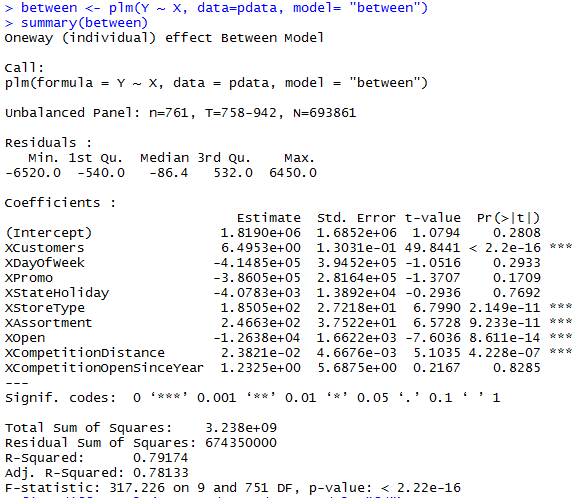 > between <- plm(Y ~ X, data=pdata, model= "between")
> summary(between)
Oneway (individual) effect Between Model

Call:
plm(formula = Y ~ X, data = pdata, model = "between")

Unbalanced Panel: n=761, T=758-942, N=693861

Residuals :
   Min. 1st Qu.  Median 3rd Qu.    Max.
-6520.0  -540.0   -86.4   532.0  6450.0

Coefficients :
                             Estimate  Std. Error t-value  Pr(>|t|)
(Intercept)                1.8190e+06  1.6852e+06  1.0794    0.2808
XCustomers                 6.4953e+00  1.3031e-01 49.8441 < 2.2e-16 ***
XDayOfWeek                -4.1485e+05  3.9452e+05 -1.0516    0.2933
XPromo                    -3.8605e+05  2.8164e+05 -1.3707    0.1709
XStateHoliday             -4.0783e+03  1.3892e+04 -0.2936    0.7692
XStoreType                 1.8505e+02  2.7218e+01  6.7990 2.149e-11 ***
XAssortment                2.4663e+02  3.7522e+01  6.5728 9.233e-11 ***
XOpen                     -1.2638e+04  1.6622e+03 -7.6036 8.611e-14 ***
XCompetitionDistance       2.3821e-02  4.6676e-03  5.1035 4.228e-07 ***
XCompetitionOpenSinceYear  1.2325e+00  5.6875e+00  0.2167    0.8285
---
Signif. codes:  0 ‘***’ 0.001 ‘**’ 0.01 ‘*’ 0.05 ‘.’ 0.1 ‘ ’ 1

Total Sum of Squares:    3.238e+09
Residual Sum of Squares: 674350000
R-Squared:      0.79174
Adj. R-Squared: 0.78133
F-statistic: 317.226 on 9 and 751 DF, p-value: < 2.22e-16